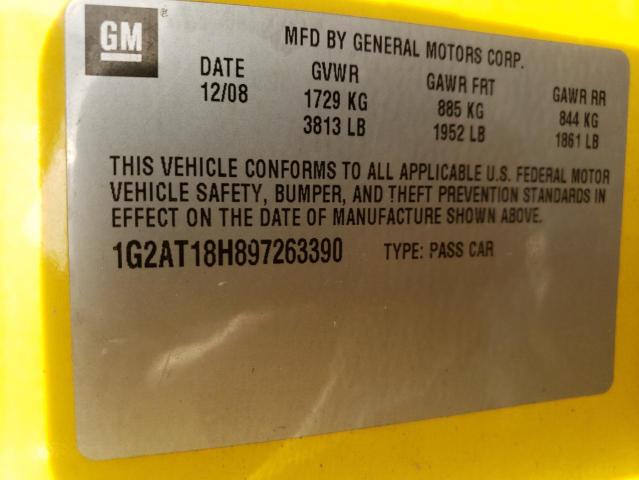 GM
MFD BY GENERAL MOTORS CORP.
DATE GVWR GAWR FRT GAWR RR
12/08 1729 KG 885 KG 844 KG
3813 LB 1952 LB 1861 LB
THIS VEHICLE CONFORMS TO ALL APPLICABLE U.S. FEDERAL MOTOR
VEHICLE SAFETY, BUMPER, AND THEFT PREVENTION STANDARDS IN
EFFECT ON THE DATE OF MANUFACTURE SHOWN ABOVE.
1G2AT18H897263390 TYPE: PASS CAR